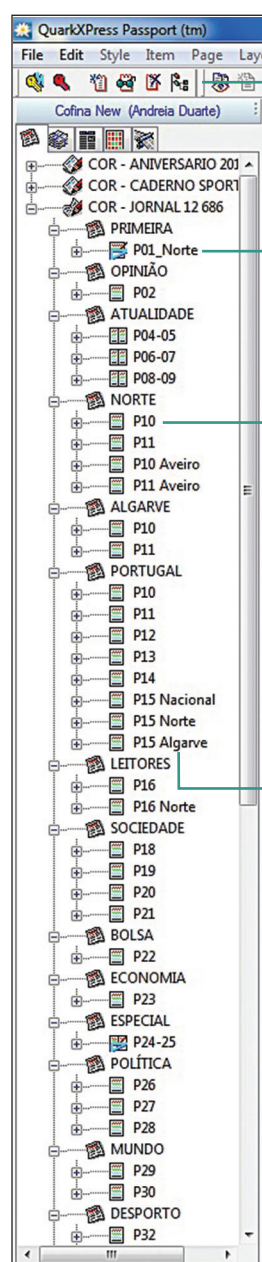 QuarkXPress Passport (tm)
File Edit Style Item Page Lay
Cofina New (Andreia Duarte)
COR - ANIVERSARIO 201
COR - CADERNO SPORT
COR - JORNAL 12 686
PRIMEIRA
P01_Norte
OPINIÃO
P02
ATUALIDADE
P04-05
P06-07
P08-09
NORTE
P10
P11
P10 Aveiro
P11 Aveiro
ALGARVE
P10
P11
PORTUGAL
P10
P11
P12
P13
P14
P15 Nacional
P15 Norte
P15 Algarve
LEITORES
P16
P16 Norte
SOCIEDADE
P18
P19
P20
P21
BOLSA
P22
ECONOMIA
P23
ESPECIAL
P24-25
POLÍTICA
P26
P27
P28
MUNDO
P29
P30
DESPORTO
P32